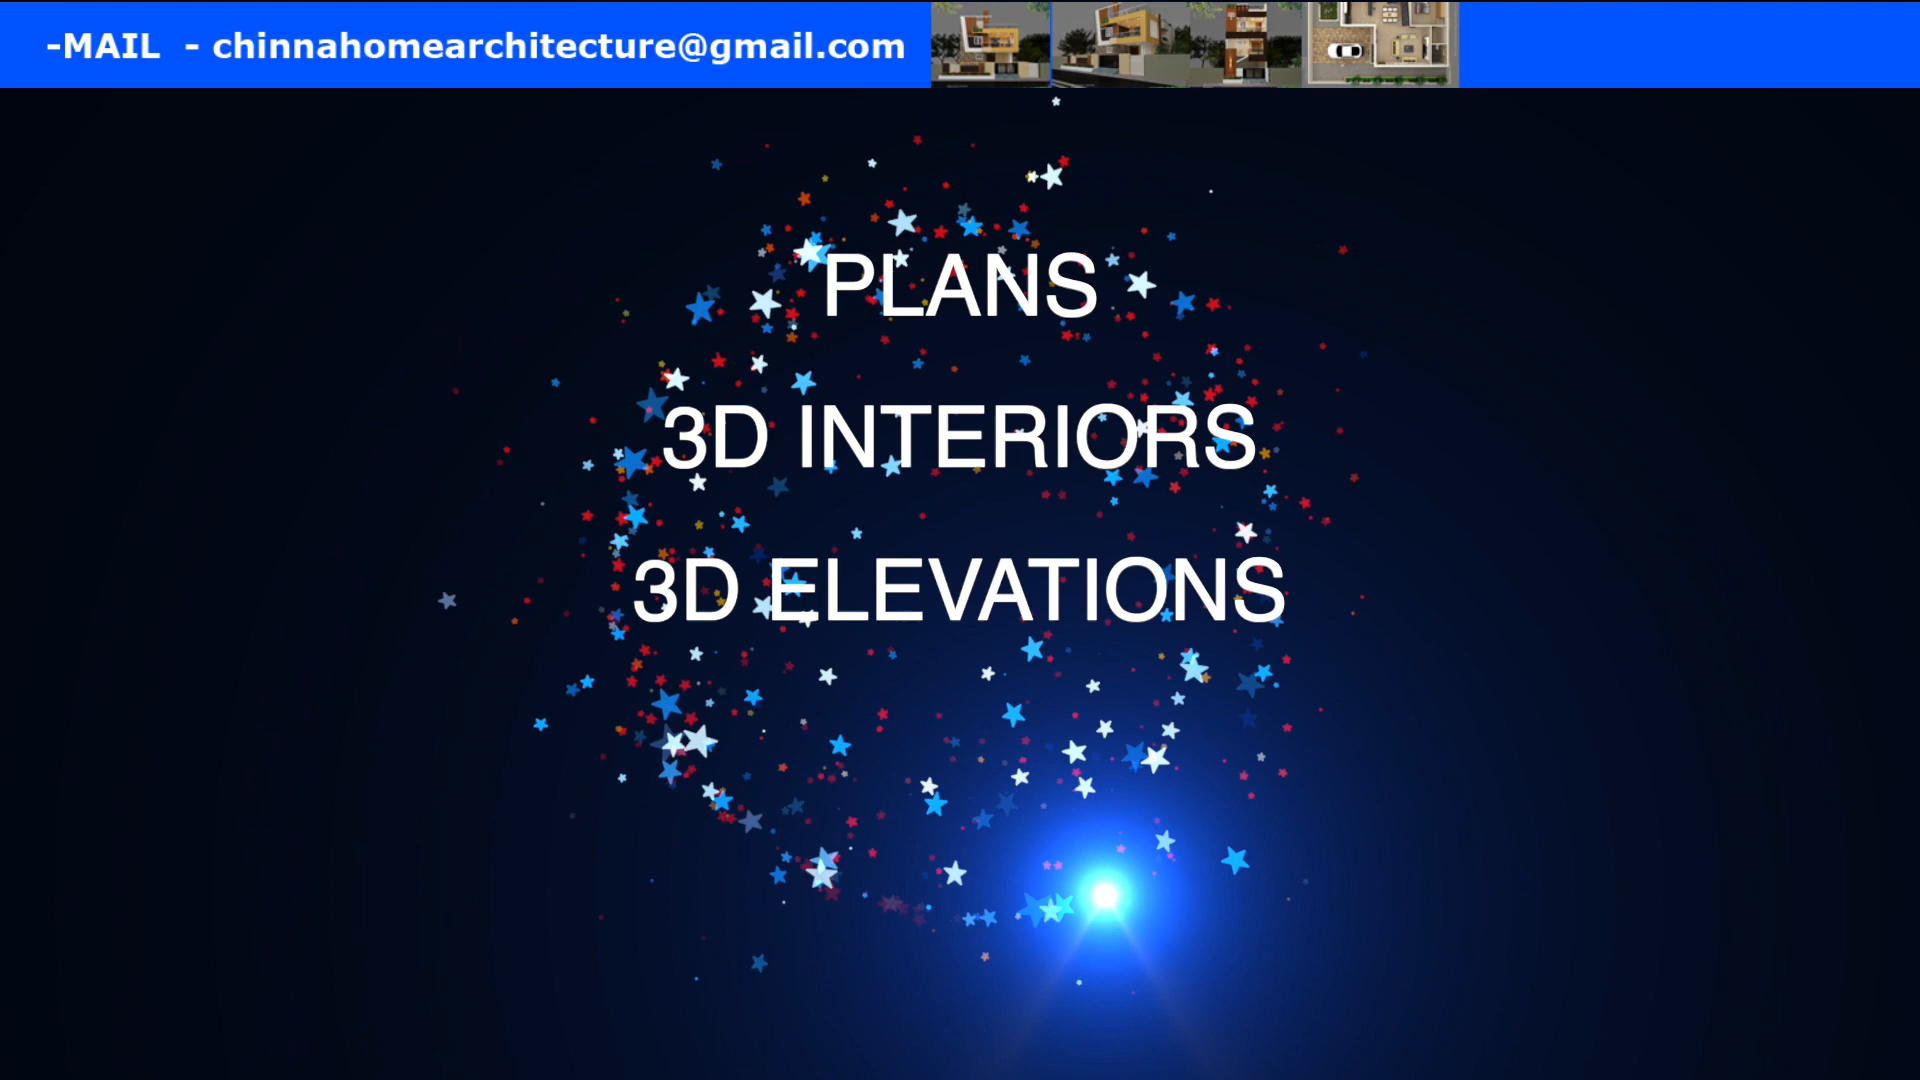 -MAIL - chinnahomearchitecture@gmail.com
PLANS
3D INTERIORS
3D ELEVATIONS